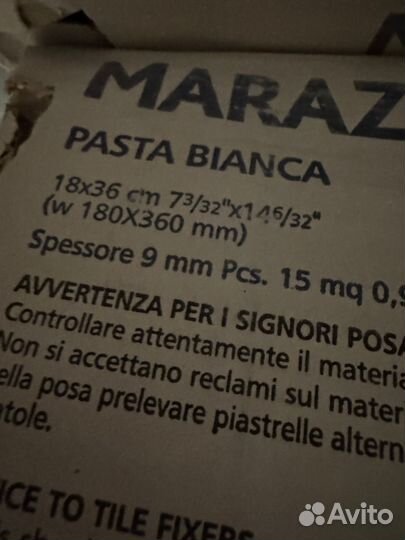 MARAZ
PASTA BIANCA
18x36 cm 7 3/32"x14 6/32"
(w 180X360 mm)
Spessore 9 mm Pcs. 15 mq 0,9
AVVERTENZA PER I SIGNORI POSA
Controllare attentamente il materia
Non si accettano reclami sul mater
ella posa prelevare piastrelle altern
atole.
CE TO TILE FIXERS
Avito